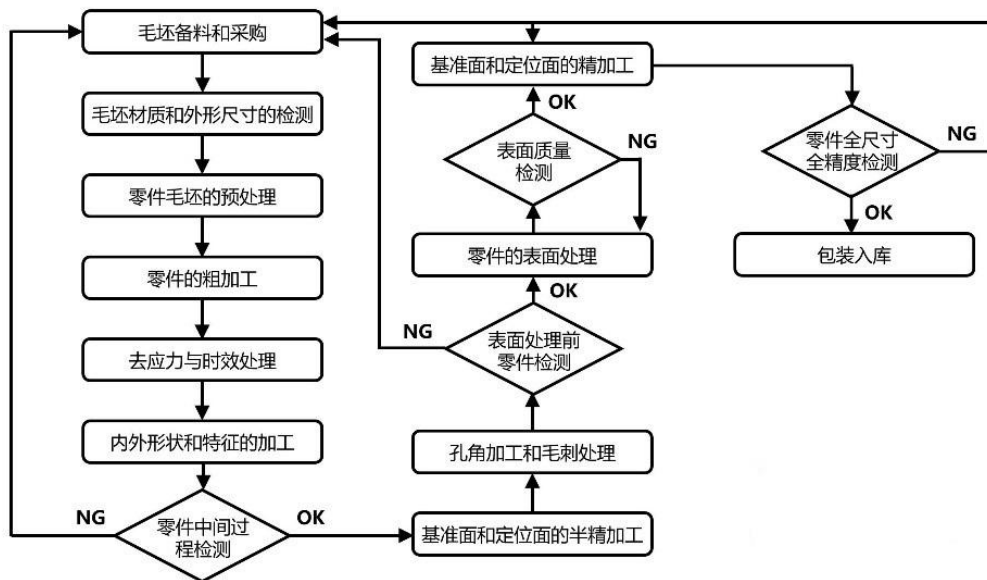 毛坯备料和采购
毛坯材质和外形尺寸的检测
零件毛坯的预处理
零件的粗加工
去应力与时效处理
内外形状和特征的加工
零件中间过
程检测
NG
OK
基准面和定位面的半精加工
孔角加工和毛刺处理
表面处理前
零件检测
NG
OK
零件的表面处理
表面质量
检测
NG
OK
基准面和定位面的精加工
零件全尺寸
全精度检测
NG
OK
包装入库